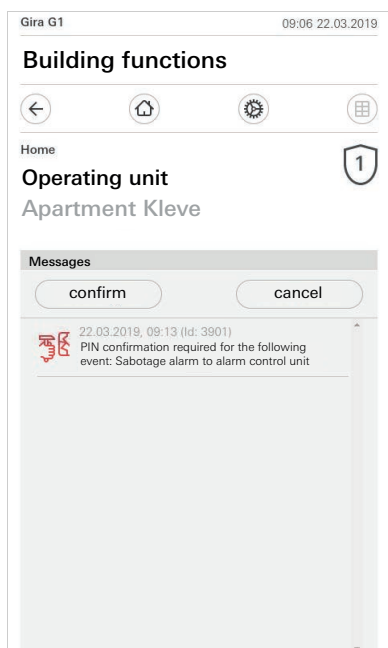 Gira G1 09:06 22.03.2019
Building functions
Home
1
Operating unit
Apartment Kleve
Messages
confirm cancel
22.03.2019, 09:13 (Id: 3901)
PIN confirmation required for the following
event: Sabotage alarm to alarm control unit